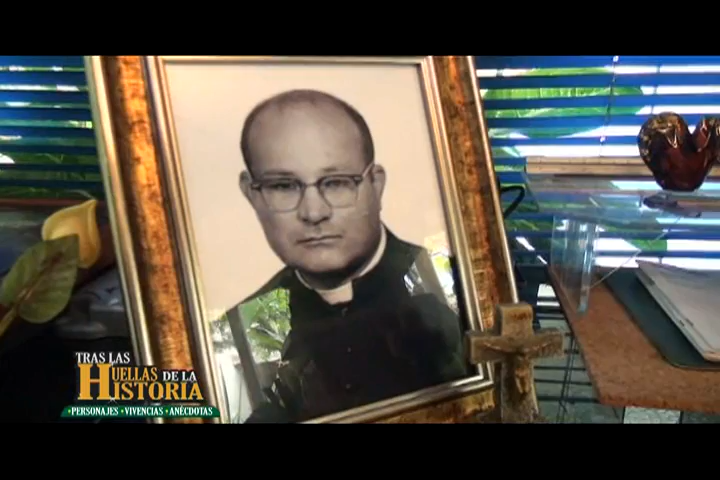 TRAS LAS
HUELLAS DE LA
HISTORIA
• PERSONAJES • VIVENCIAS • ANÉCDOTAS